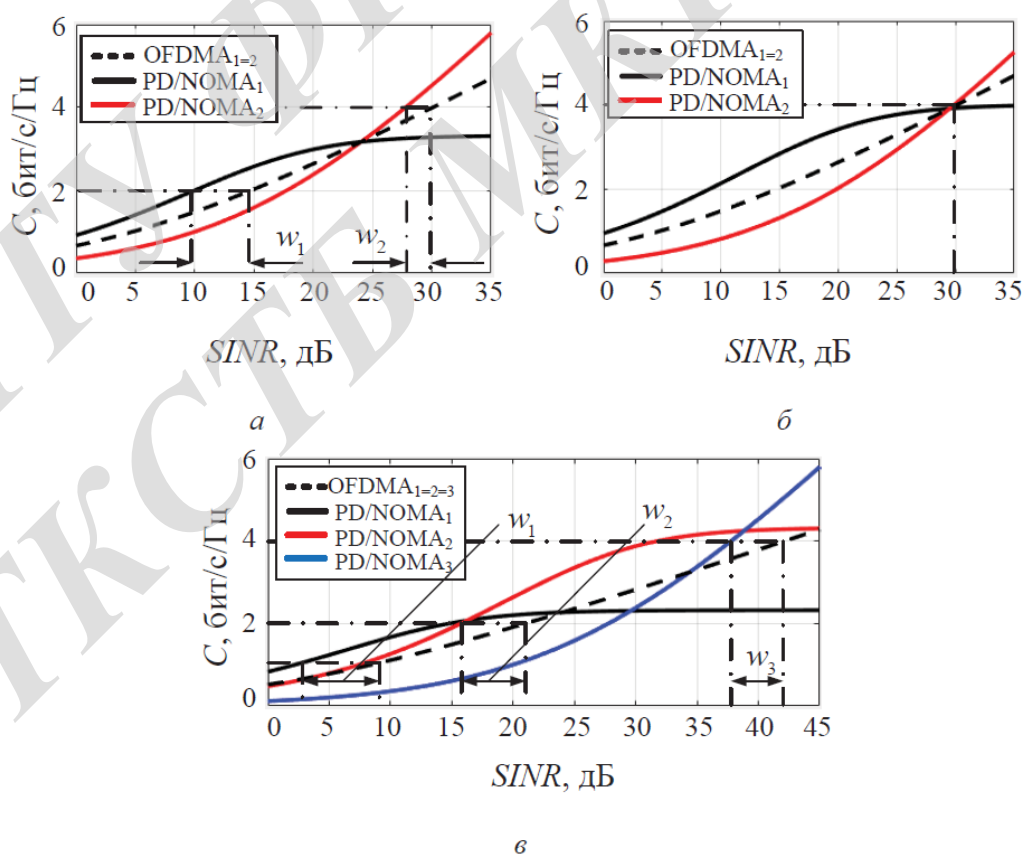 6
4
2
0
C, бит/с/Гц
OFDMA1=2
PD/NOMA1
PD/NOMA2
w1
w2
0 5 10 15 20 25 30 35
SINR, дБ
а
6
4
2
0
C, бит/с/Гц
OFDMA1=2
PD/NOMA1
PD/NOMA2
0 5 10 15 20 25 30 35
SINR, дБ
б
6
4
2
0
C, бит/с/Гц
OFDMA1=2=3
PD/NOMA1
PD/NOMA2
PD/NOMA3
w1
w2
w3
0 5 10 15 20 25 30 35 40 45
SINR, дБ
в